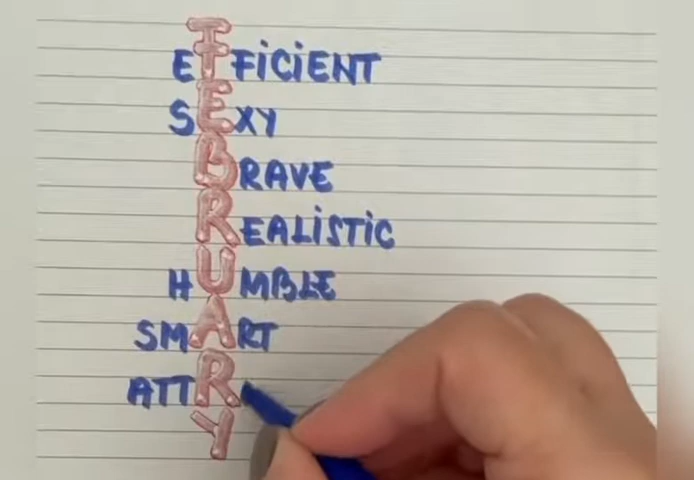 EFFiCiENT
SEXY
BRAVE
REALiSTiC
HUMBLE
SMART
ATTR
Y